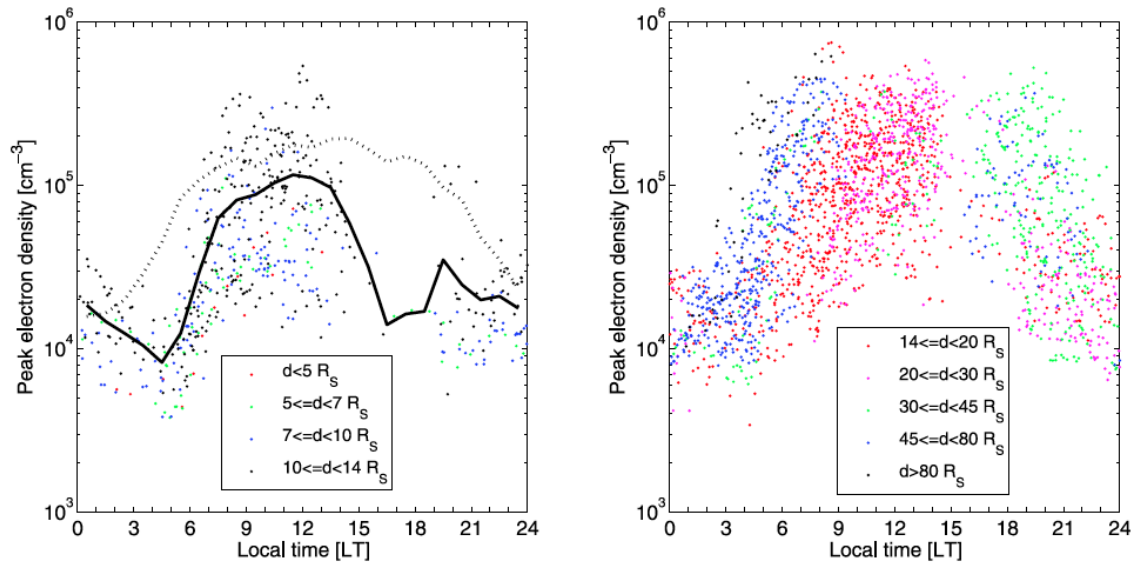 10^6
10^5
10^4
10^3
Peak electron density [cm^−3]
0 3 6 9 12 15 18 21 24
Local time [LT]
d<5 R_S
5<=d<7 R_S
7<=d<10 R_S
10<=d<14 R_S
10^6
10^5
10^4
10^3
Peak electron density [cm^−3]
0 3 6 9 12 15 18 21 24
Local time [LT]
14<=d<20 R_S
20<=d<30 R_S
30<=d<45 R_S
45<=d<80 R_S
d>80 R_S